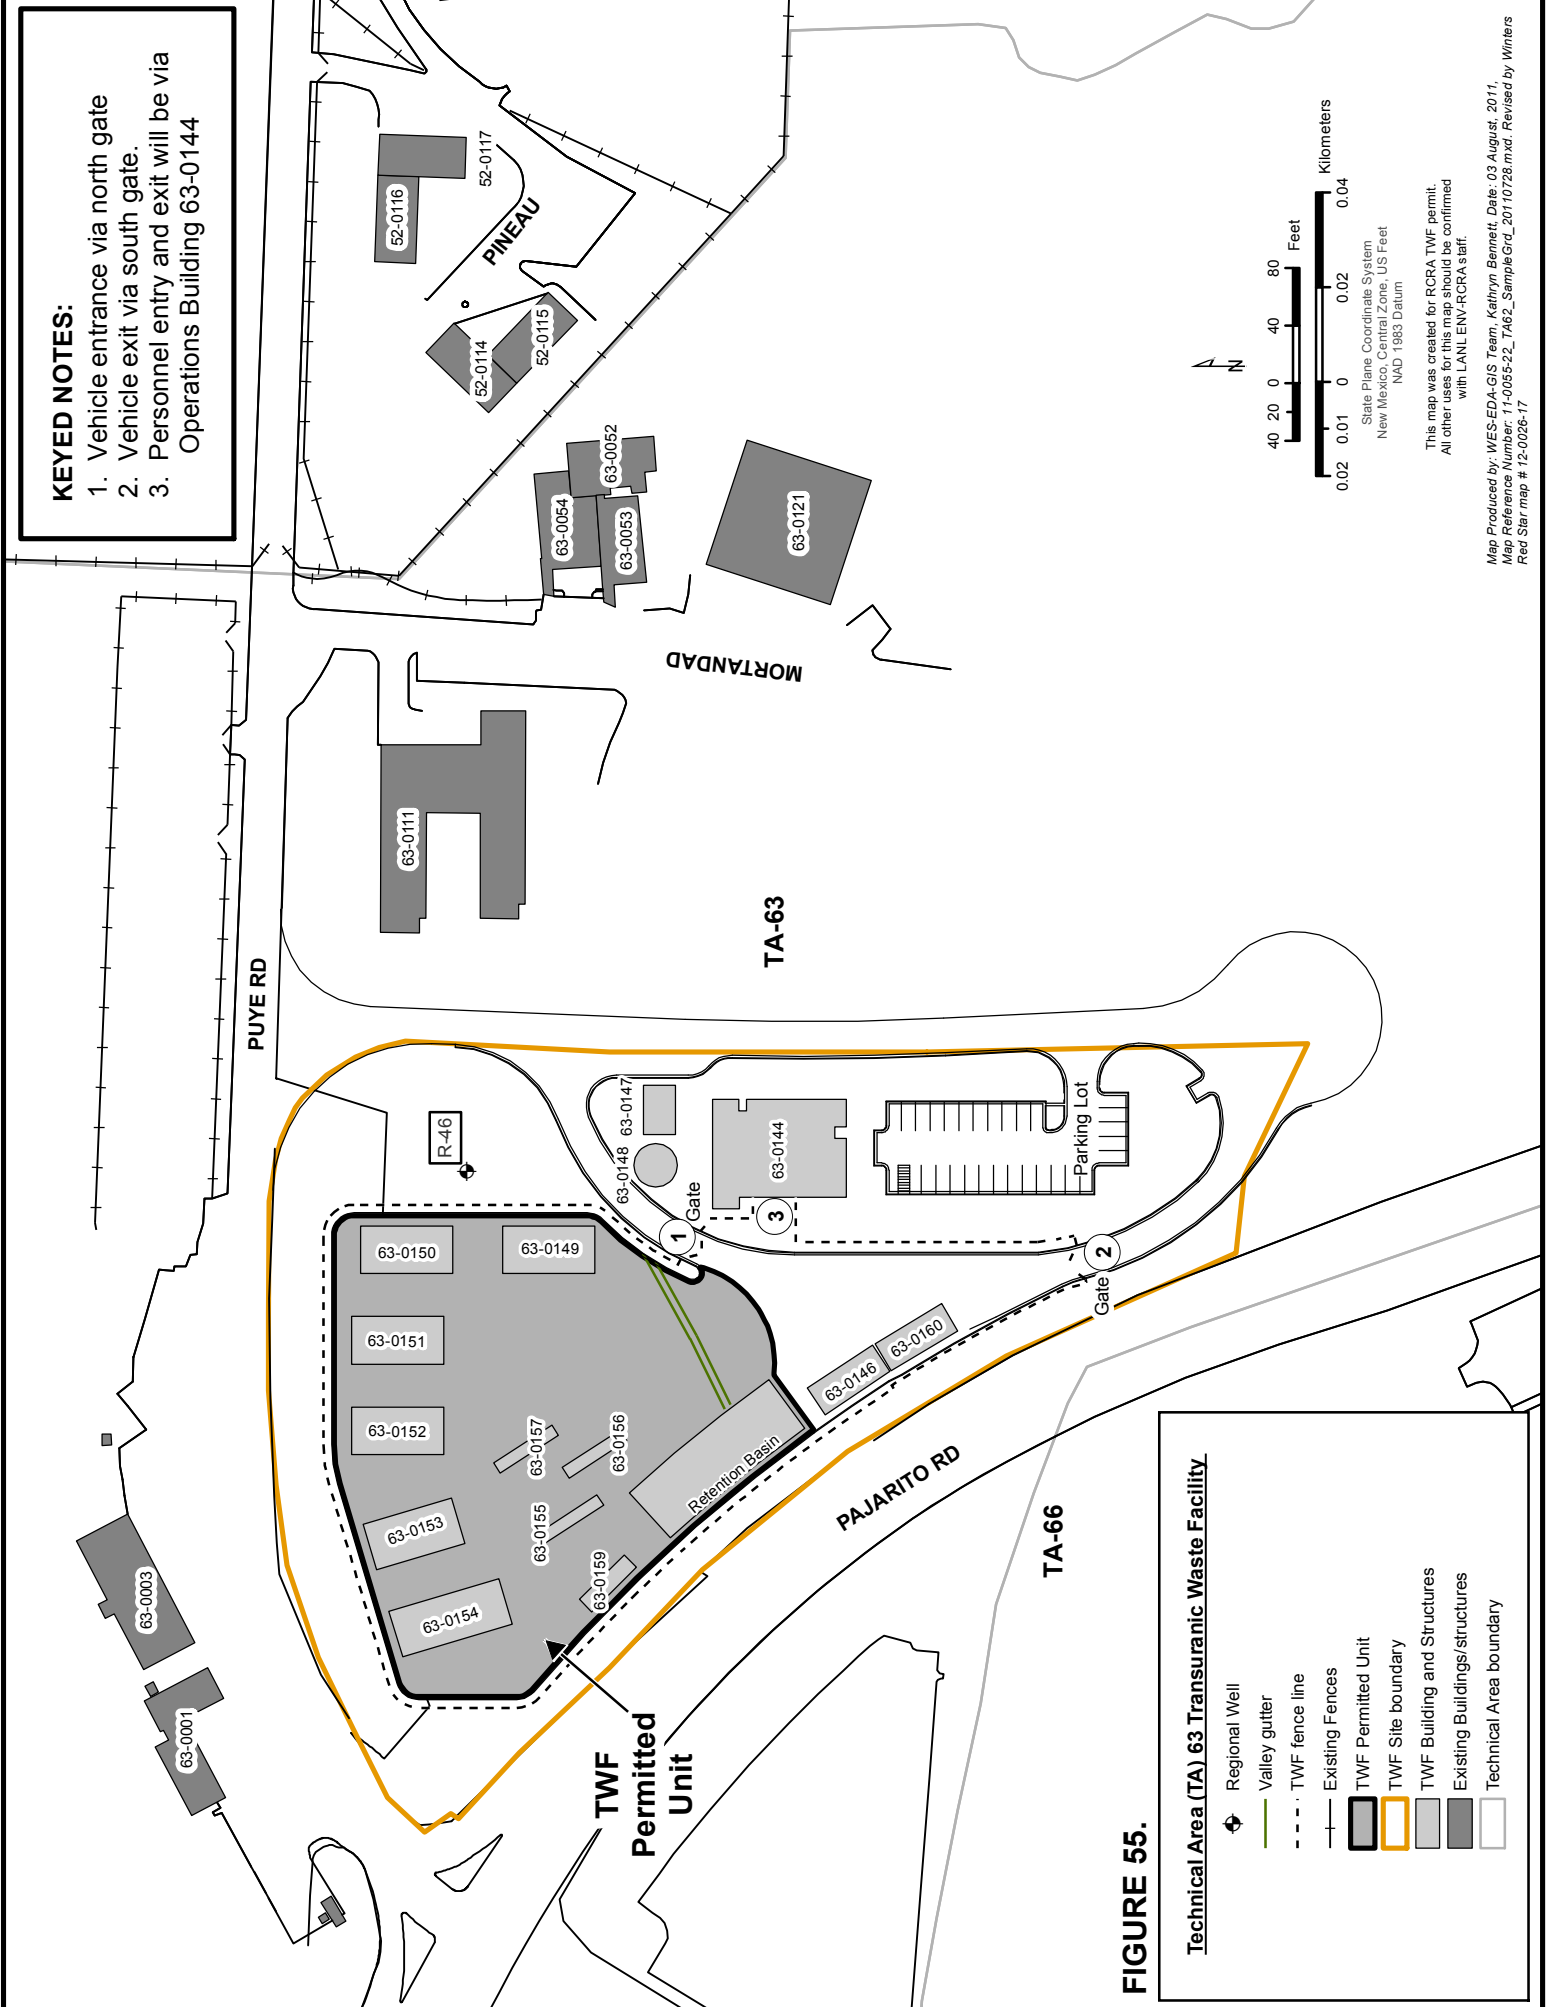 KEYED NOTES:
1. Vehicle entrance via north gate
2. Vehicle exit via south gate.
3. Personnel entry and exit will be via
Operations Building 63-0144
52-0116
52-0117
PINEAU
52-0114
52-0115
63-0054
63-0052
63-0053
63-0121
MORTANDAD
63-0111
PUYE RD
TA-63
R-46
63-0147
63-0148
63-0144
Parking Lot
Gate
1
3
2
Gate
63-0150
63-0149
63-0151
63-0152
63-0153
63-0154
63-0157
63-0156
63-0155
63-0159
Retention Basin
63-0146
63-0160
63-0003
63-0001
PAJARITO RD
TA-66
TWF
Permitted
Unit
N
40 20 0 40 80
Feet
0.02 0.01 0 0.02 0.04
Kilometers
State Plane Coordinate System
New Mexico, Central Zone, US Feet
NAD 1983 Datum
This map was created for RCRA TWF permit.
All other uses for this map should be confirmed
with LANL ENV-RCRA staff.
Map Produced by: WES-EDA-GIS Team, Kathryn Bennett, Date: 03 August, 2011,
Map Reference Number: 11-0055-22_TA62_SampleGrd_20110728.mxd. Revised by Winters
Red Star map # 12-0026-17
FIGURE 55.
Technical Area (TA) 63 Transuranic Waste Facility
Regional Well
Valley gutter
TWF fence line
Existing Fences
TWF Permitted Unit
TWF Site boundary
TWF Building and Structures
Existing Buildings/structures
Technical Area boundary